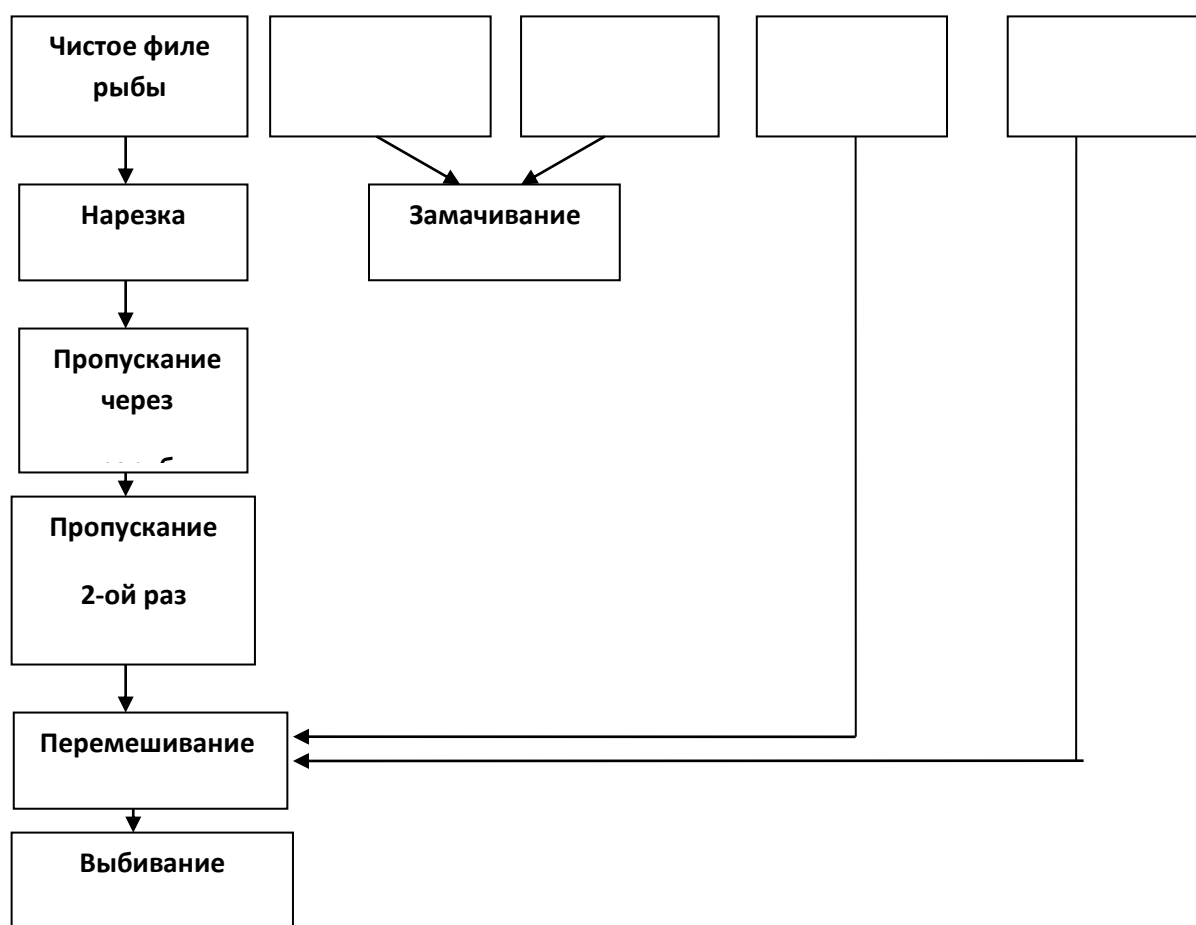 Чистое филе
рыбы
Нарезка
Замачивание
Пропускание
через
Пропускание
2-ой раз
Перемешивание
Выбивание